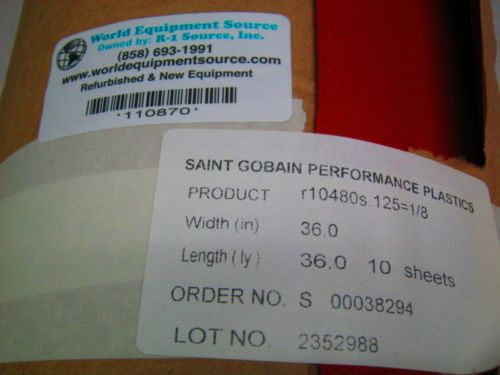 World Equipment Source
Owned by: R-1 Source, Inc.
(858) 693-1991
www.worldequipmentsource.com
Refurbished & New Equipment
*110870*
SAINT GOBAIN PERFORMANCE PLASTICS
PRODUCT r10480s.125=1/8
Width (in) 36.0
Length ( ly ) 36.0 10 sheets
ORDER NO. S 00038294
LOT NO. 2352988